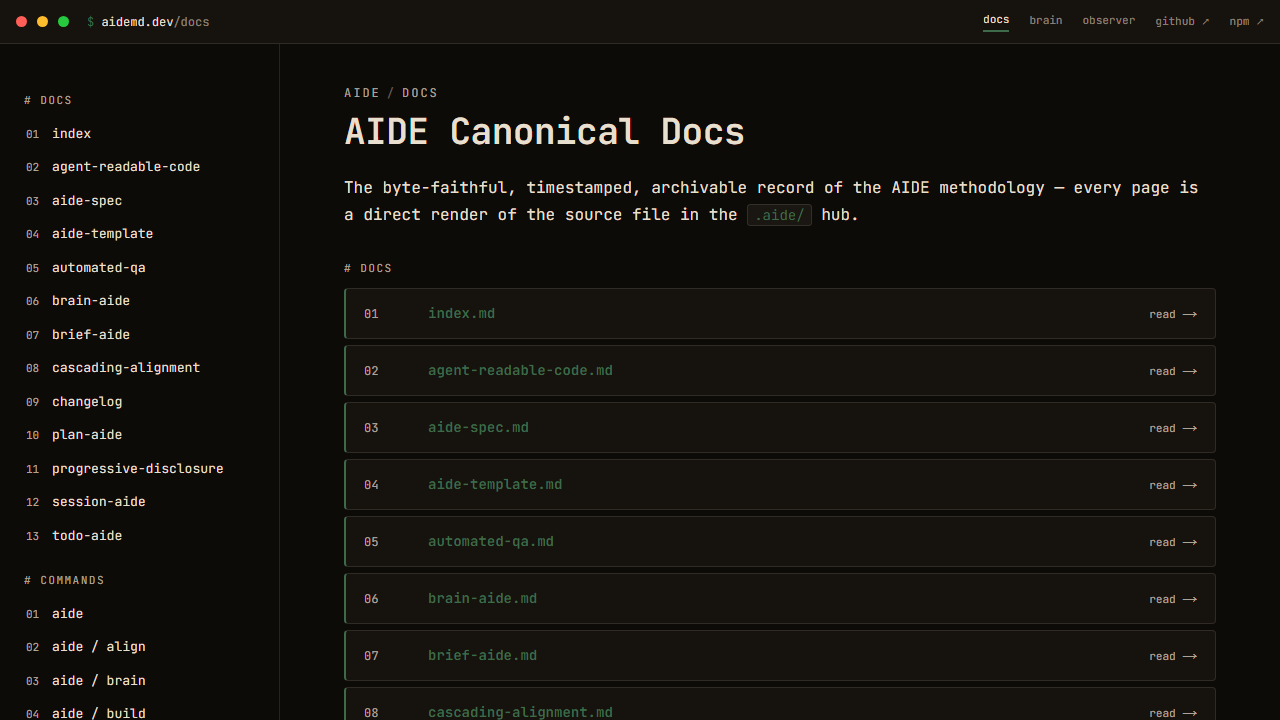 $ aidemd.dev/docs
docs brain observer github ↗ npm ↗
# DOCS
01 index
02 agent-readable-code
03 aide-spec
04 aide-template
05 automated-qa
06 brain-aide
07 brief-aide
08 cascading-alignment
09 changelog
10 plan-aide
11 progressive-disclosure
12 session-aide
13 todo-aide
# COMMANDS
01 aide
02 aide / align
03 aide / brain
04 aide / build
AIDE / DOCS
AIDE Canonical Docs
The byte-faithful, timestamped, archivable record of the AIDE methodology — every page is
a direct render of the source file in the .aide/ hub.
# DOCS
01 index.md read →
02 agent-readable-code.md read →
03 aide-spec.md read →
04 aide-template.md read →
05 automated-qa.md read →
06 brain-aide.md read →
07 brief-aide.md read →
08 cascading-alignment.md read →